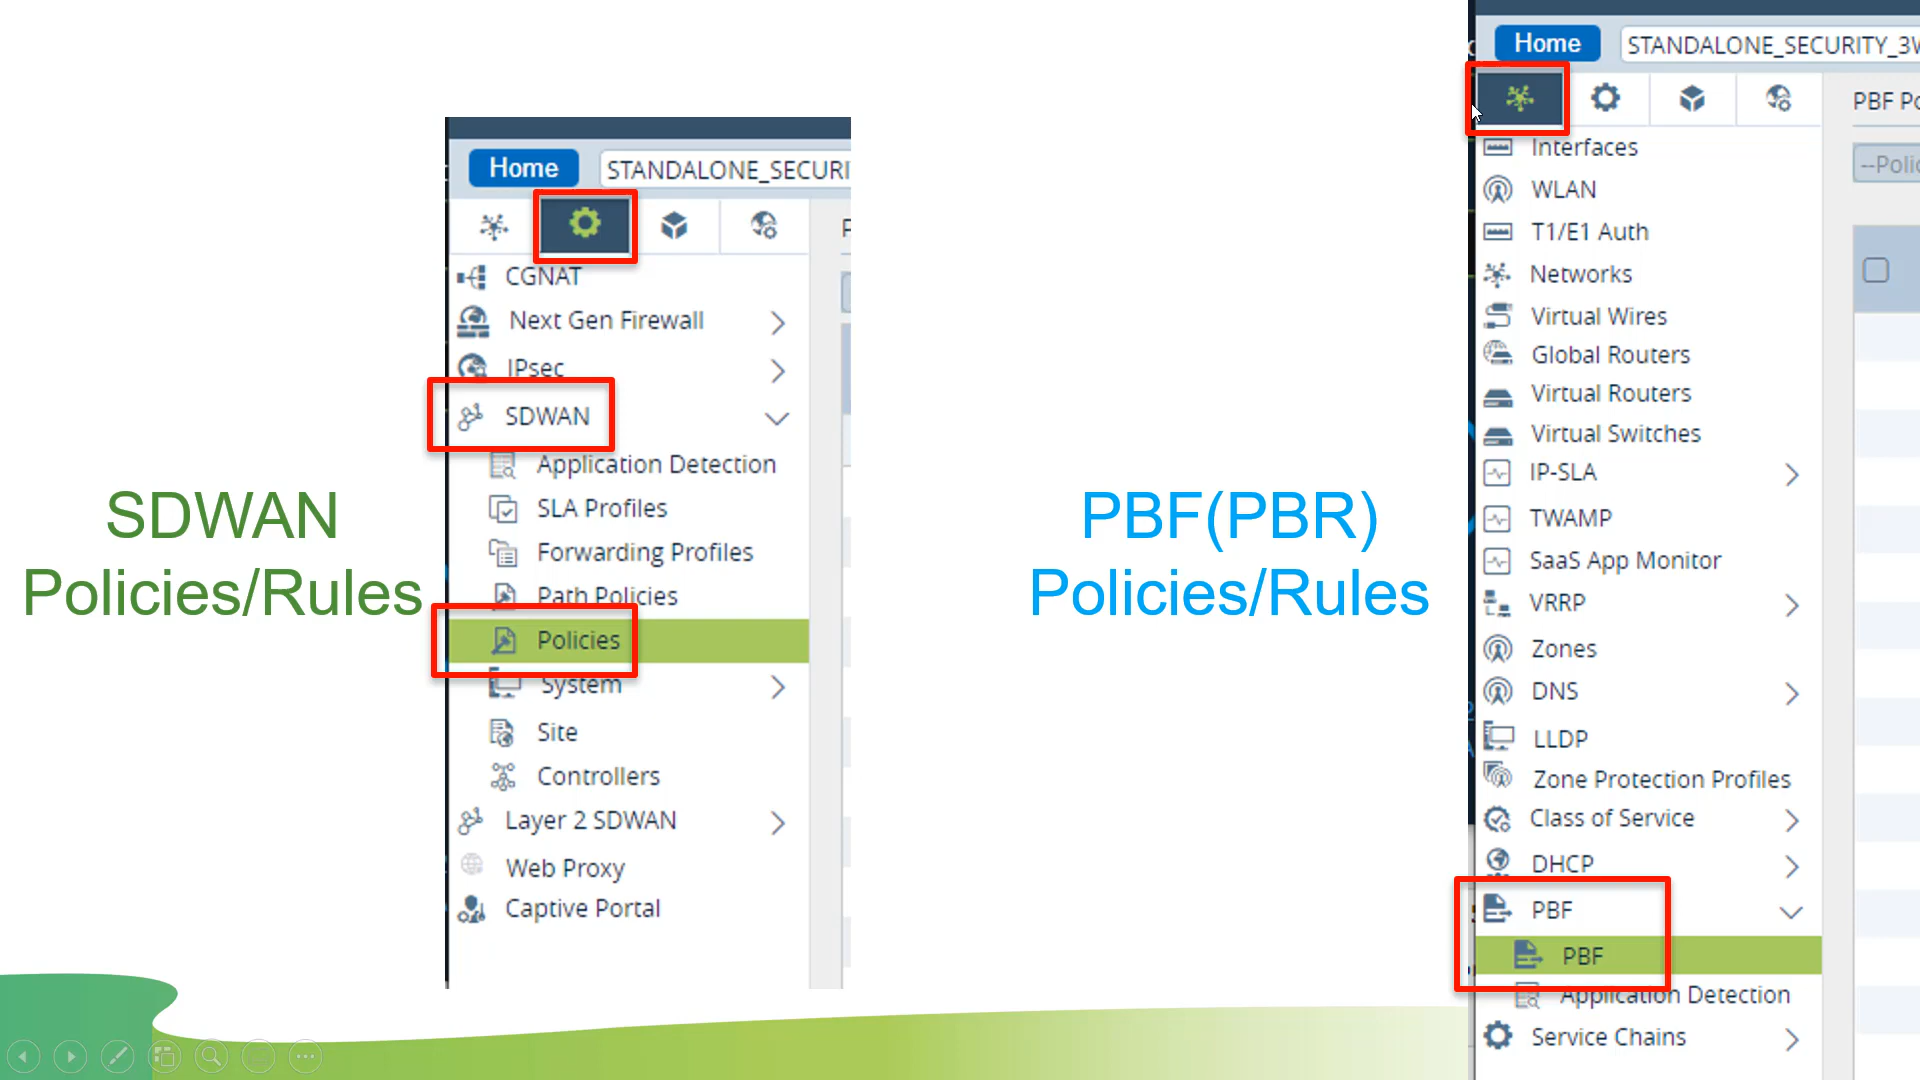 SDWAN
Policies/Rules
Home
STANDALONE_SECURI
CGNAT
Next Gen Firewall
IPsec
SDWAN
Application Detection
SLA Profiles
Forwarding Profiles
Path Policies
Policies
System
Site
Controllers
Layer 2 SDWAN
Web Proxy
Captive Portal
PBF(PBR)
Policies/Rules
Home
STANDALONE_SECURITY_3W
PBF Po
--Polic
Interfaces
WLAN
T1/E1 Auth
Networks
Virtual Wires
Global Routers
Virtual Routers
Virtual Switches
IP-SLA
TWAMP
SaaS App Monitor
VRRP
Zones
DNS
LLDP
Zone Protection Profiles
Class of Service
DHCP
PBF
PBF
Application Detection
Service Chains